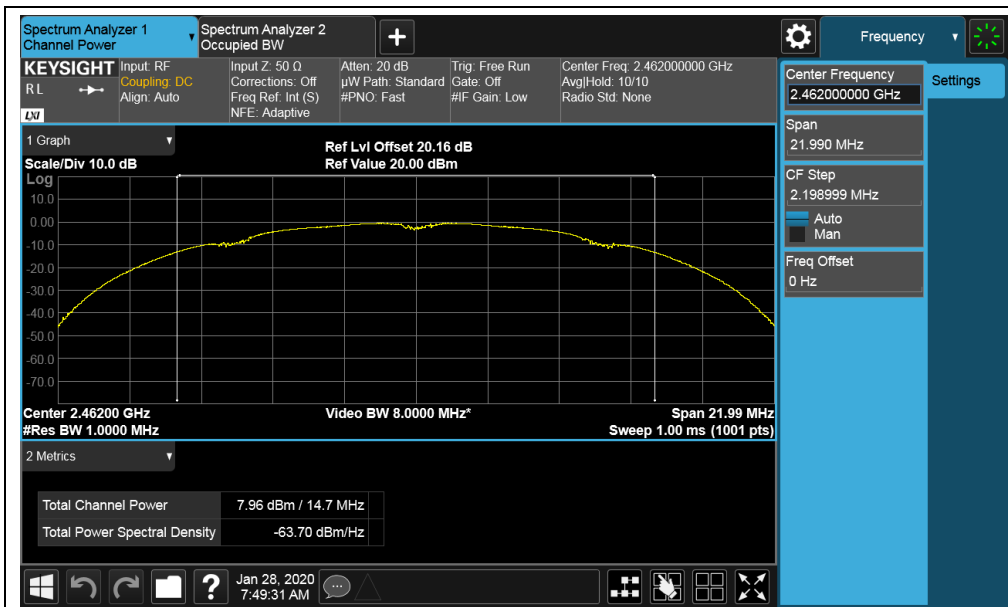 Spectrum Analyzer 1
Channel Power
Spectrum Analyzer 2
Occupied BW
+
Frequency
KEYSIGHT
RL
LXI
Input: RF
Coupling: DC
Align: Auto
Input Z: 50 Ω
Corrections: Off
Freq Ref: Int (S)
NFE: Adaptive
Atten: 20 dB
µW Path: Standard
#PNO: Fast
Trig: Free Run
Gate: Off
#IF Gain: Low
Center Freq: 2.462000000 GHz
Avg|Hold: 10/10
Radio Std: None
Center Frequency
2.462000000 GHz
Settings
Span
21.990 MHz
CF Step
2.198999 MHz
Auto
Man
Freq Offset
0 Hz
1 Graph
Scale/Div 10.0 dB
Ref Lvl Offset 20.16 dB
Ref Value 20.00 dBm
Log
10.0
0.00
-10.0
-20.0
-30.0
-40.0
-50.0
-60.0
-70.0
Center 2.46200 GHz
Video BW 8.0000 MHz*
Span 21.99 MHz
#Res BW 1.0000 MHz
Sweep 1.00 ms (1001 pts)
2 Metrics
Total Channel Power 7.96 dBm / 14.7 MHz
Total Power Spectral Density -63.70 dBm/Hz
?
Jan 28, 2020
7:49:31 AM